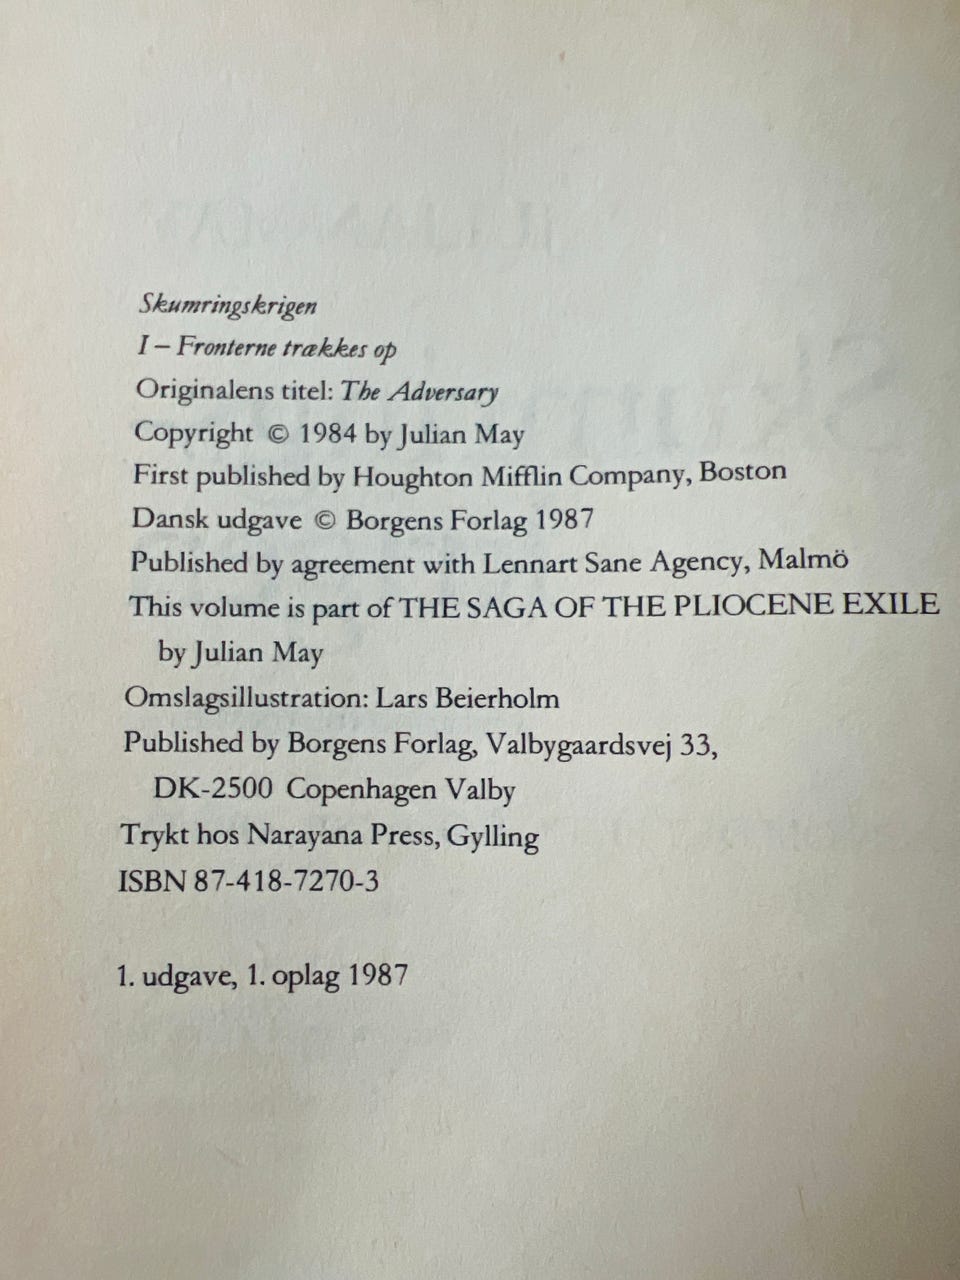 Skumringskrigen
I – Fronterne trækkes op
Originalens titel: The Adversary
Copyright © 1984 by Julian May
First published by Houghton Mifflin Company, Boston
Dansk udgave © Borgens Forlag 1987
Published by agreement with Lennart Sane Agency, Malmö
This volume is part of THE SAGA OF THE PLIOCENE EXILE
by Julian May
Omslagsillustration: Lars Beierholm
Published by Borgens Forlag, Valbygaardsvej 33,
DK-2500 Copenhagen Valby
Trykt hos Narayana Press, Gylling
ISBN 87-418-7270-3
1. udgave, 1. oplag 1987